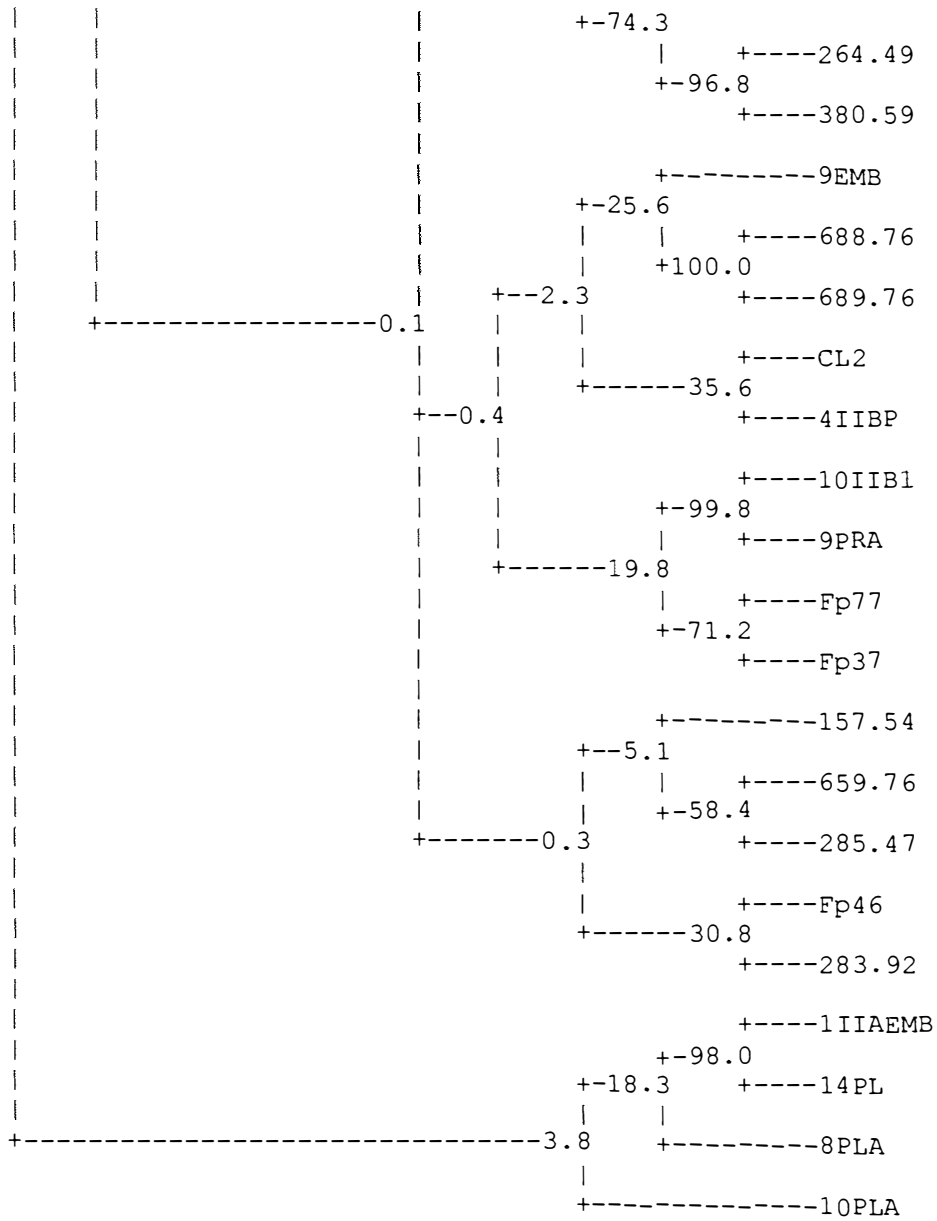 |    |                   |         +-74.3
|    |                   |              |    +----264.49
|    |                   |              +-96.8
|    |                   |                   +----380.59
|    |                   |
|    |                   |              +---------9EMB
|    |                   |         +-25.6
|    |                   |         |    |    +----688.76
|    |                   |         |    +100.0
|    |                   |    +--2.3         +----689.76
|    +-----------------0.1    |    |
|                        |    |    |         +----CL2
|                        |    |    +------35.6
|                        +--0.4              +----4IIBP
|                        |    |
|                        |    |              +----10IIB1
|                        |    |         +-99.8
|                        |    |         |    +----9PRA
|                        |    +------19.8
|                        |              |    +----Fp77
|                        |              +-71.2
|                        |                   +----Fp37
|                        |
|                        |              +---------157.54
|                        |         +--5.1
|                        |         |    |    +----659.76
|                        |         |    +-58.4
|                        +-------0.3         +----285.47
|                                  |
|                                  |         +----Fp46
|                                  +------30.8
|                                            +----283.92
|
|                                            +----1IIAEMB
|                                       +-98.0
|                                  +-18.3    +----14PL
|                                  |    |
+--------------------------------3.8    +---------8PLA
                                   |
                                   +--------------10PLA